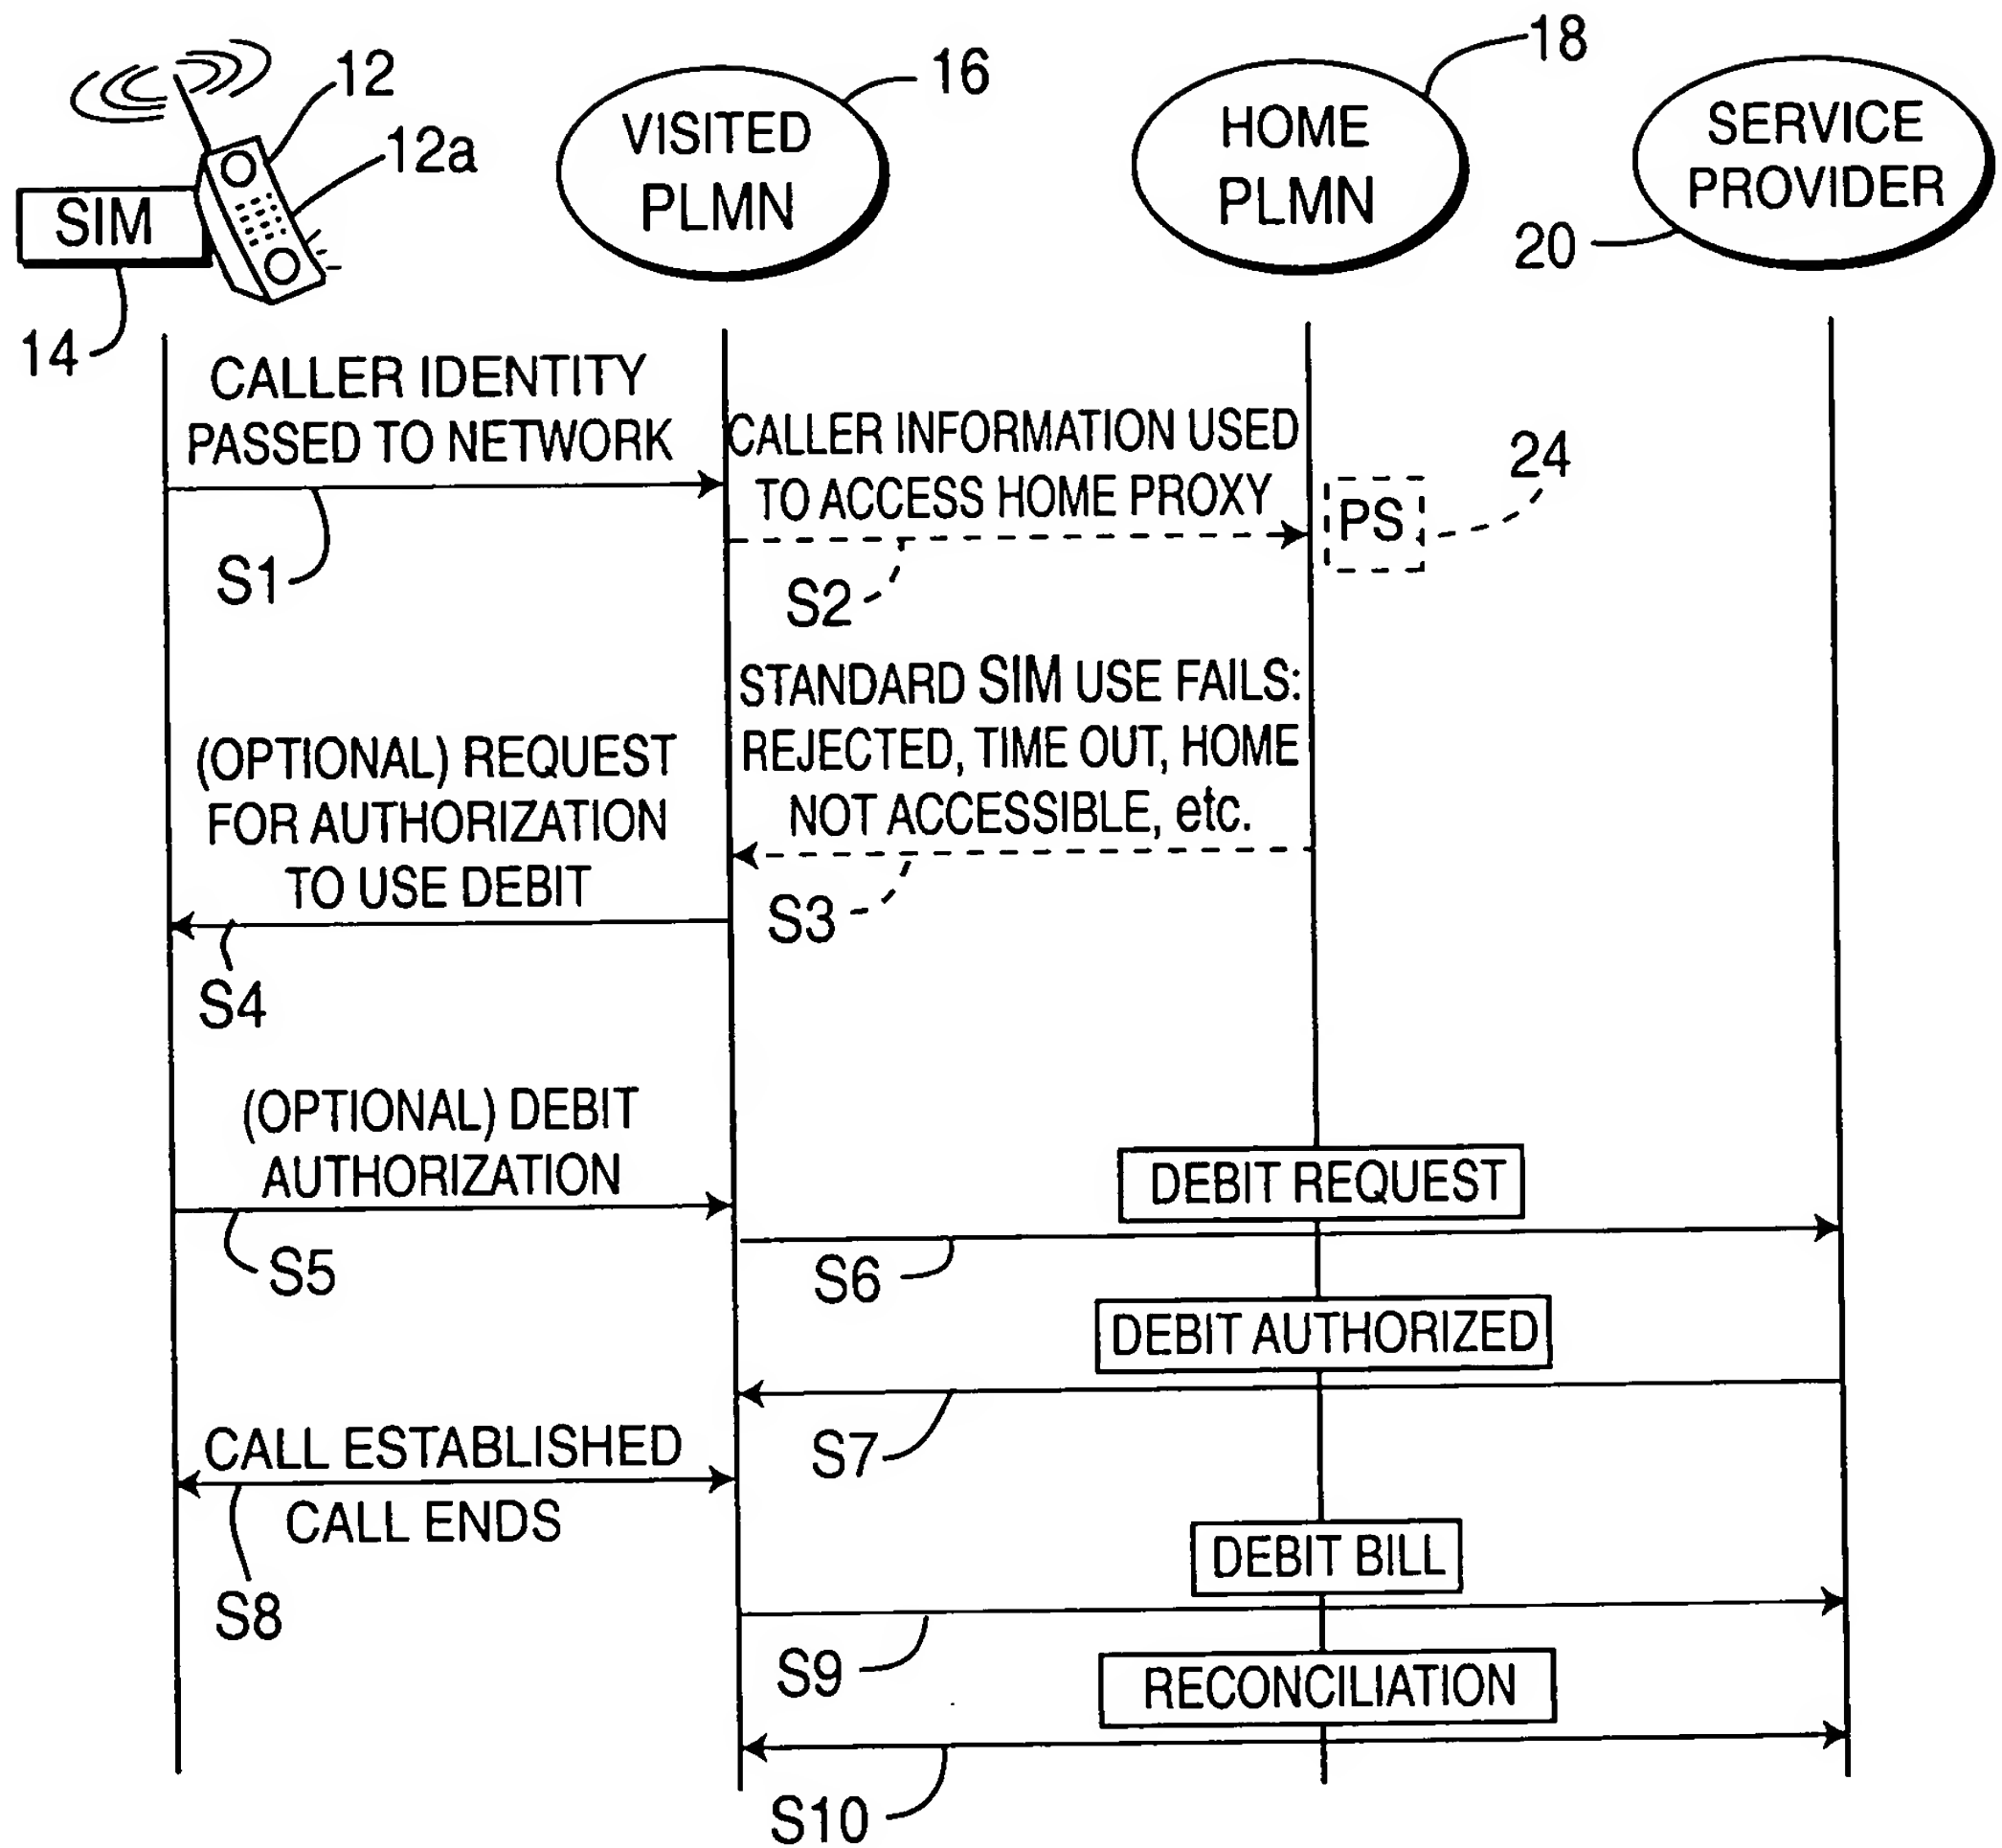 12
12a
SIM
14
VISITED
PLMN
16
HOME
PLMN
18
SERVICE
PROVIDER
20
CALLER IDENTITY
PASSED TO NETWORK
S1
CALLER INFORMATION USED
TO ACCESS HOME PROXY
S2
PS
24
STANDARD SIM USE FAILS:
REJECTED, TIME OUT, HOME
NOT ACCESSIBLE, etc.
S3
(OPTIONAL) REQUEST
FOR AUTHORIZATION
TO USE DEBIT
S4
(OPTIONAL) DEBIT
AUTHORIZATION
S5
DEBIT REQUEST
S6
DEBIT AUTHORIZED
S7
CALL ESTABLISHED
CALL ENDS
S8
DEBIT BILL
S9
RECONCILIATION
S10